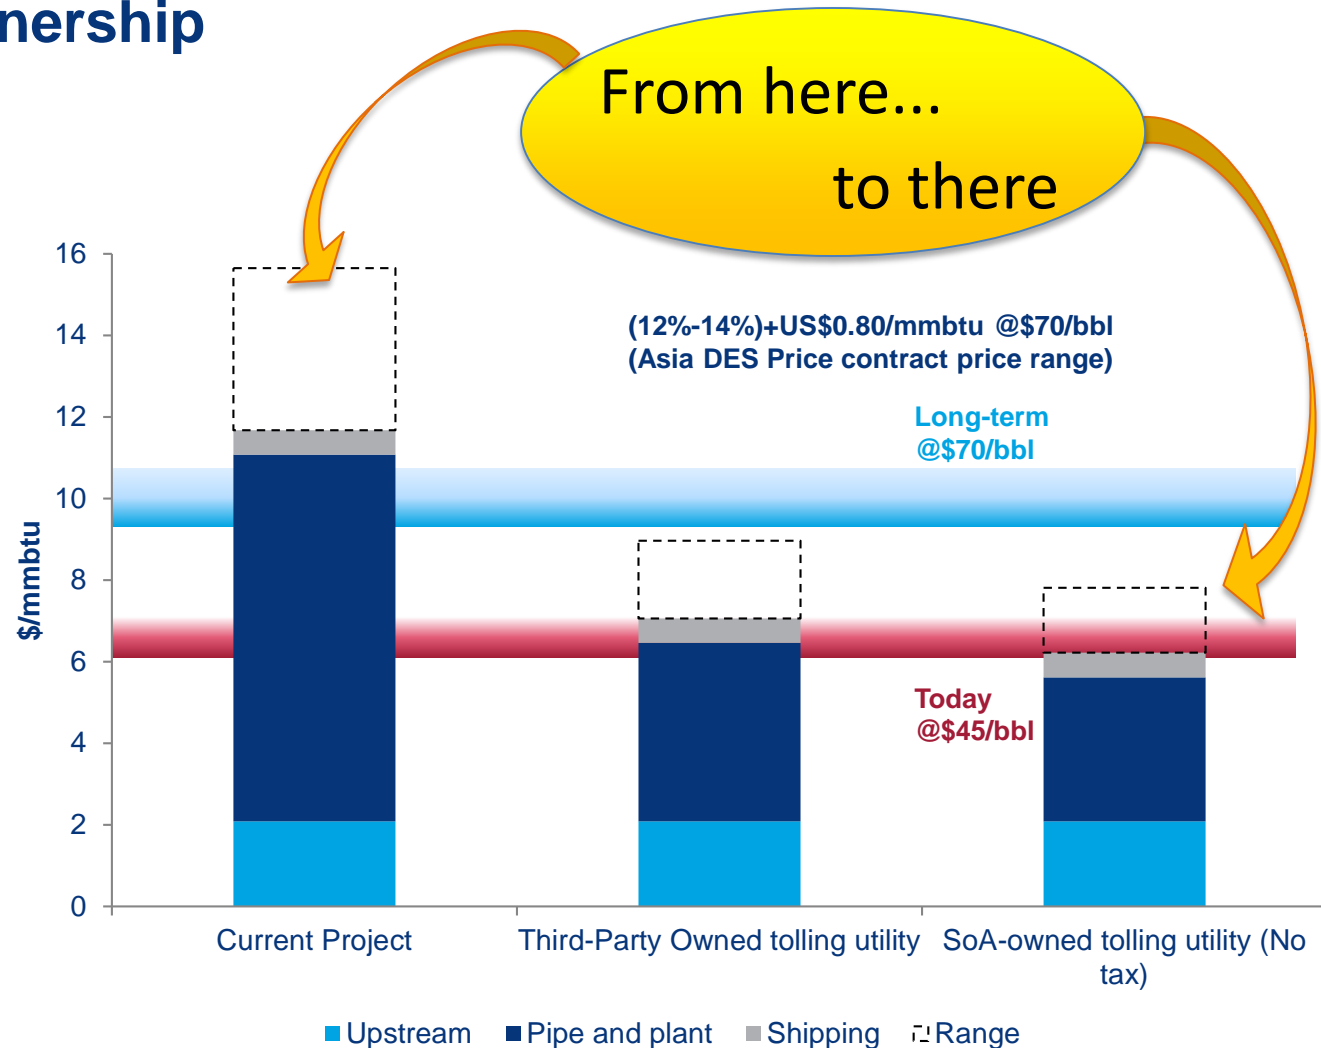 nership
From here...
to there
(12%-14%)+US$0.80/mmbtu @$70/bbl
(Asia DES Price contract price range)
Long-term
@$70/bbl
Today
@$45/bbl
$/mmbtu
16
14
12
10
8
6
4
2
0
Current Project
Third-Party Owned tolling utility
SoA-owned tolling utility (No
tax)
Upstream
Pipe and plant
Shipping
Range